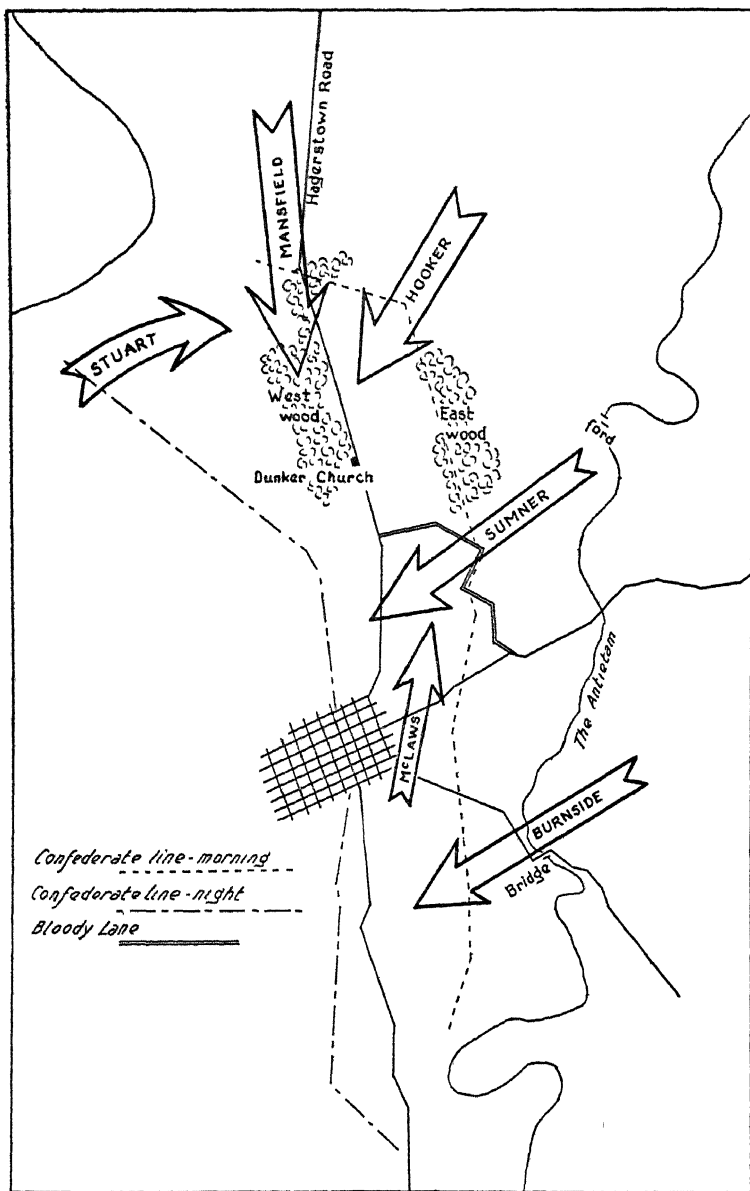 Hagerstown Road
MANSFIELD
HOOKER
STUART
West
wood
East
wood
ford
Dunker Church
SUMNER
The Antietam
McLAWS
BURNSIDE
Bridge
Confederate line-morning
Confederate line-night
Bloody Lane